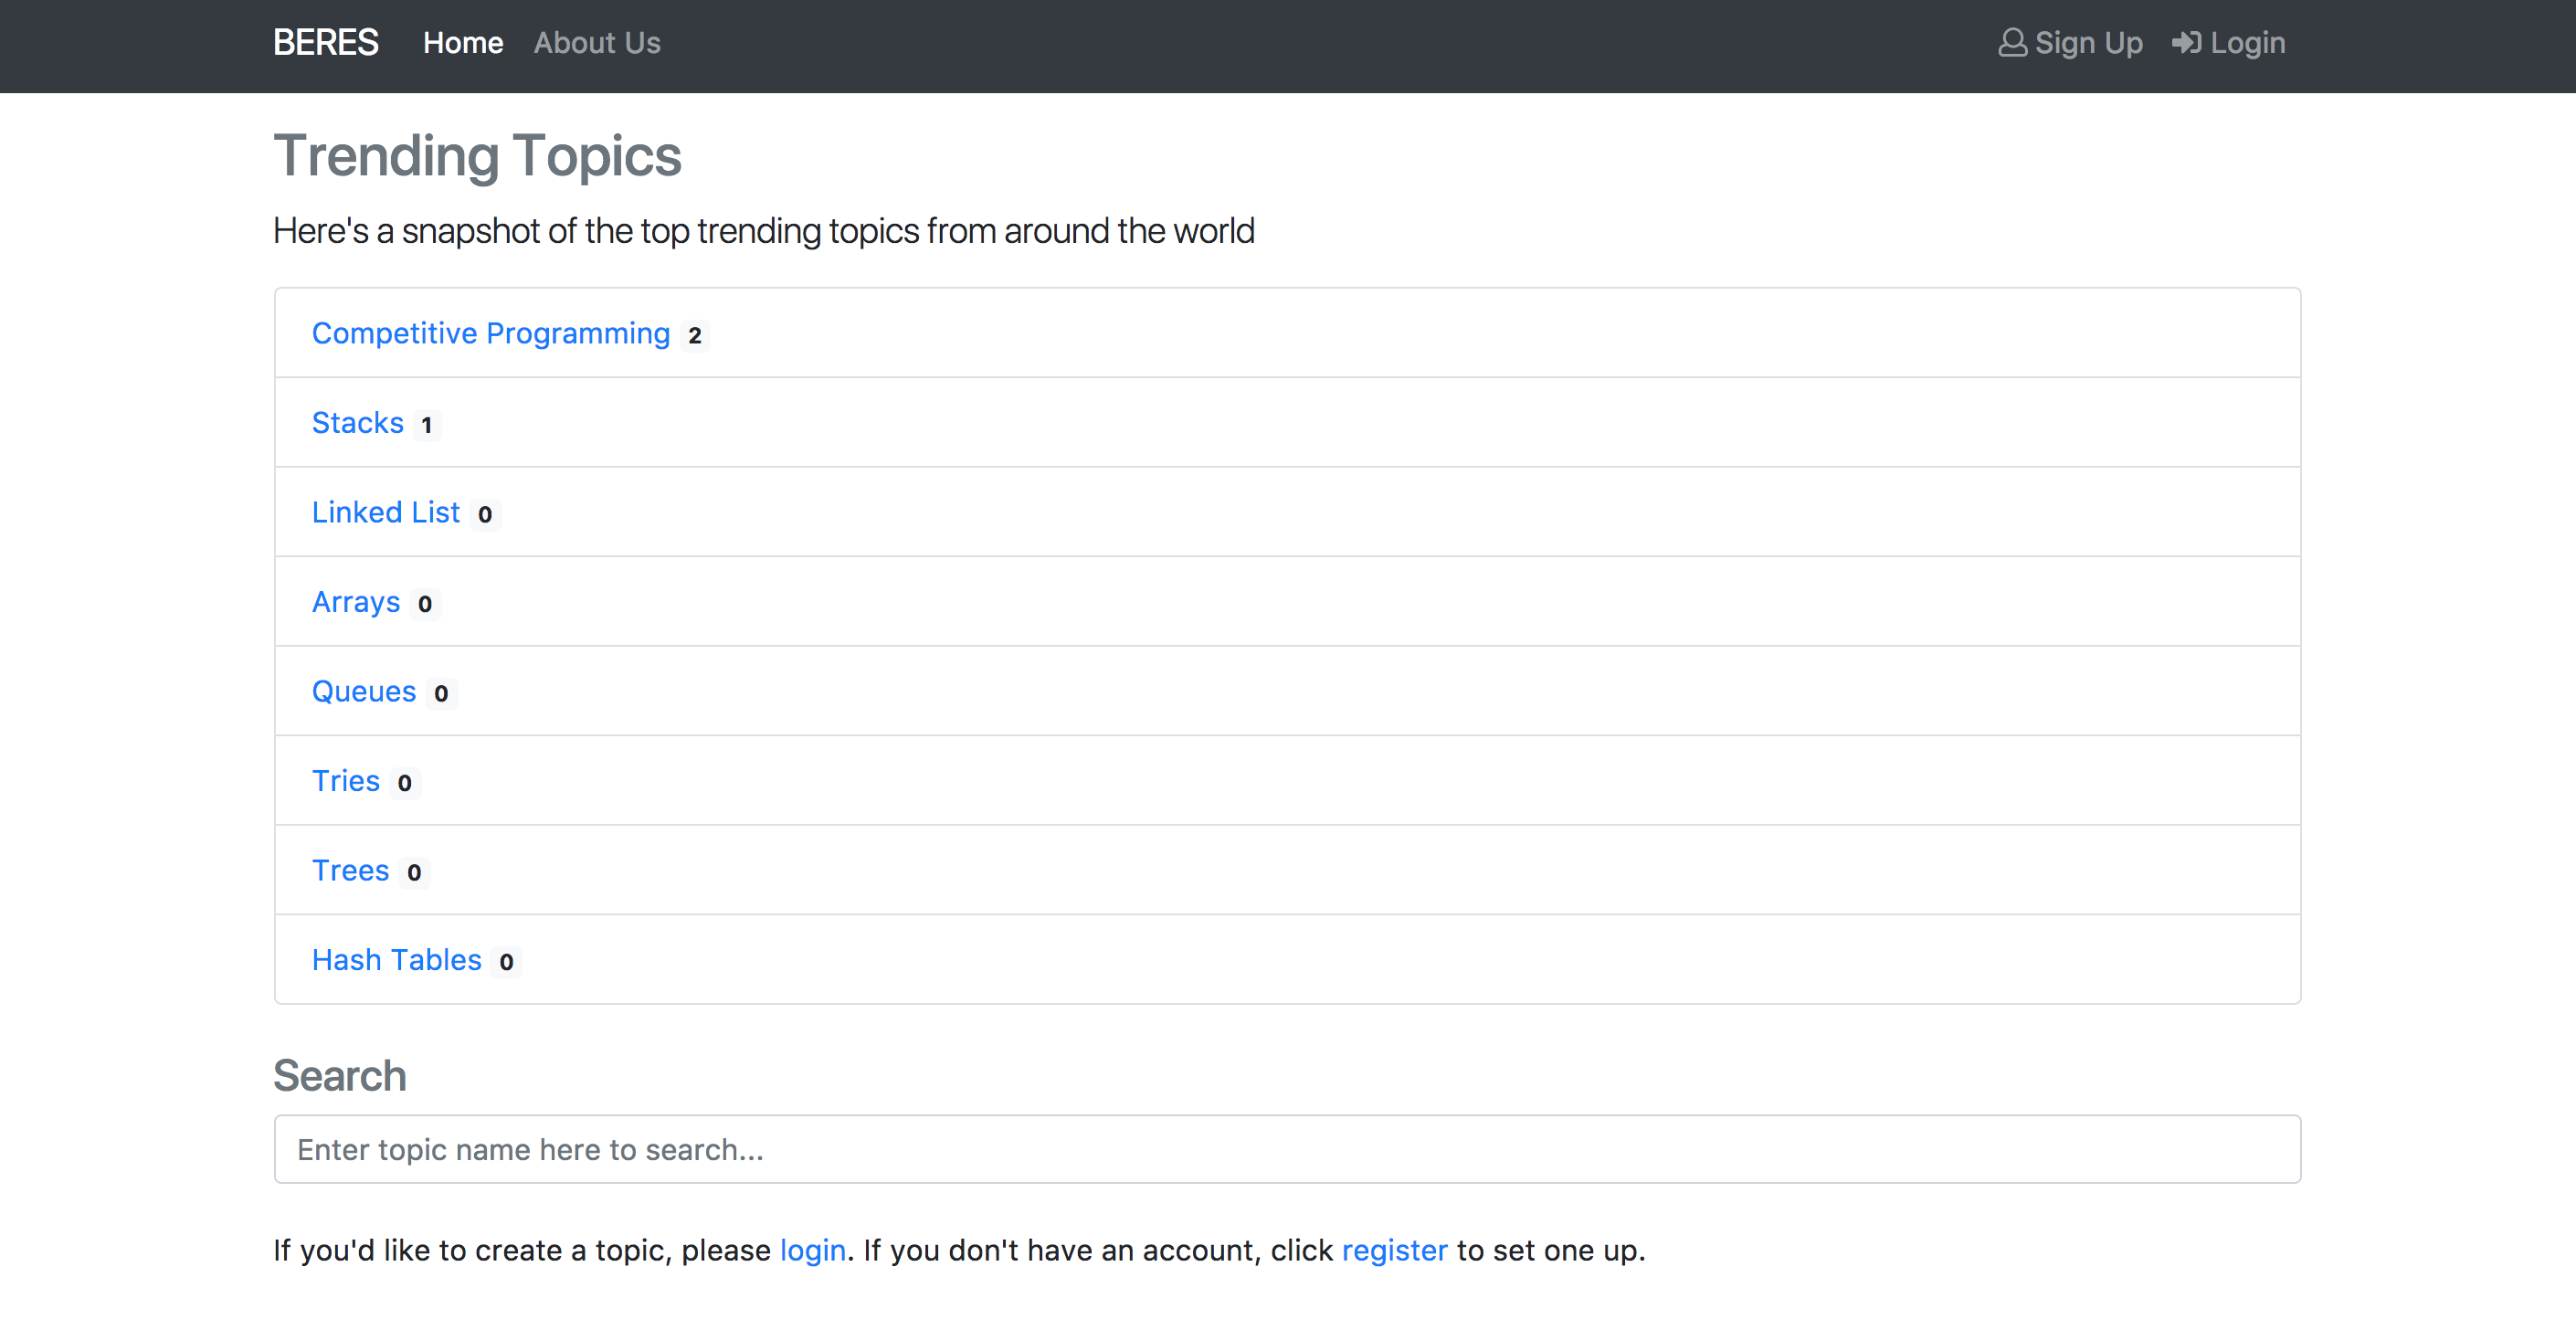 BERES Home About Us Sign Up Login
Trending Topics
Here's a snapshot of the top trending topics from around the world
Competitive Programming 2
Stacks 1
Linked List 0
Arrays 0
Queues 0
Tries 0
Trees 0
Hash Tables 0
Search
Enter topic name here to search...
If you'd like to create a topic, please login. If you don't have an account, click register to set one up.